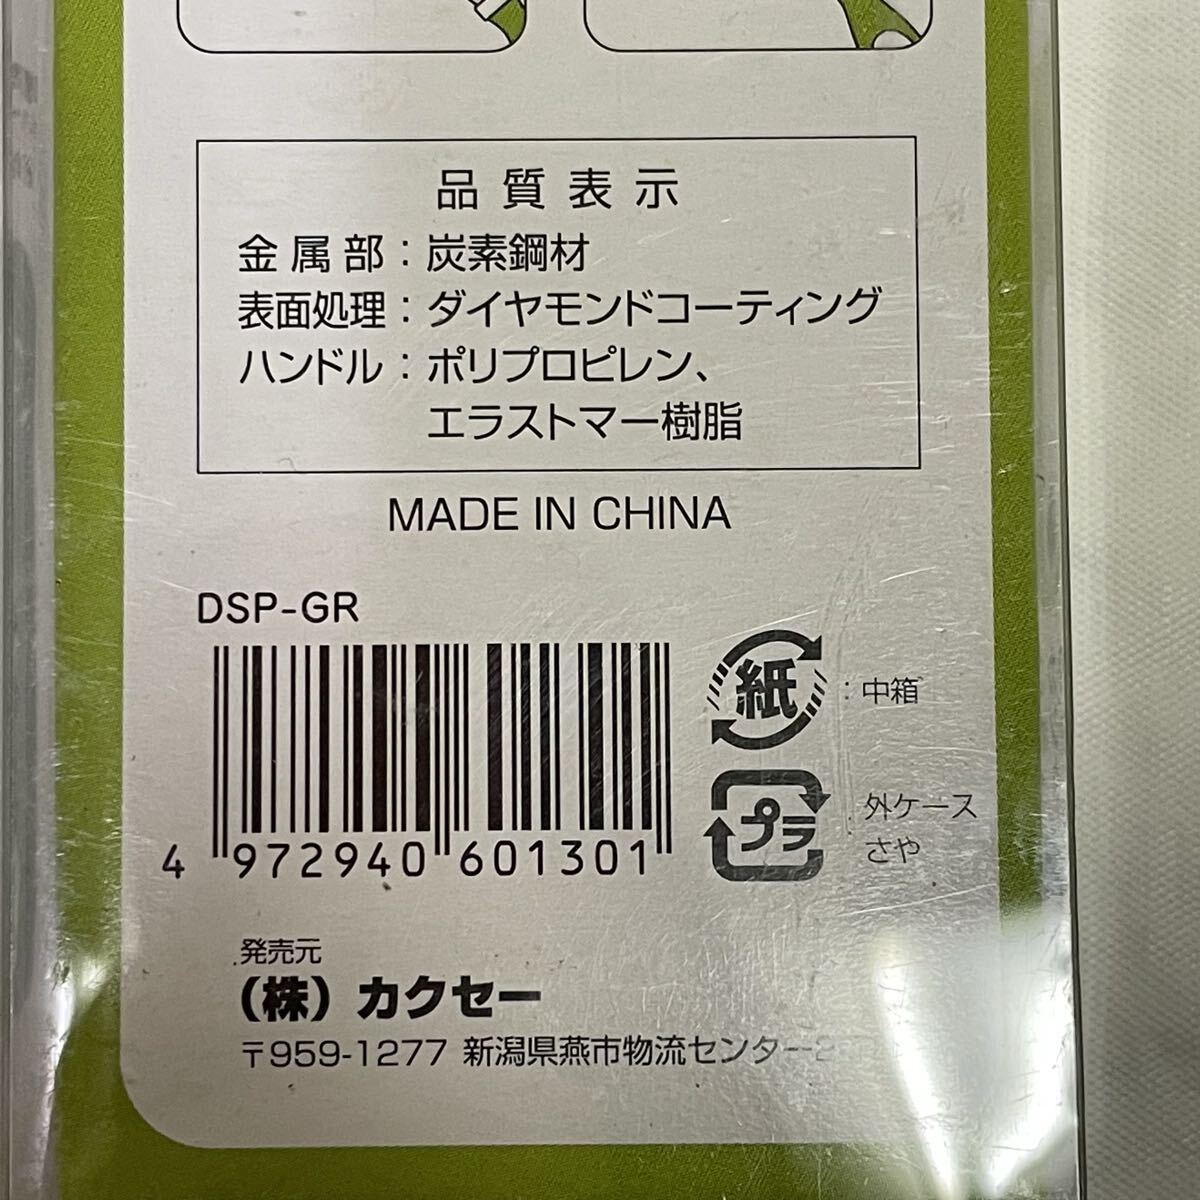 品質表示
金属部：炭素鋼材
表面処理：ダイヤモンドコーティング
ハンドル：ポリプロピレン、
エラストマー樹脂
MADE IN CHINA
DSP-GR
紙：中箱
プラ：外ケース
さや
4 972940 601301
発売元
（株）カクセー
〒959-1277 新潟県燕市物流センター